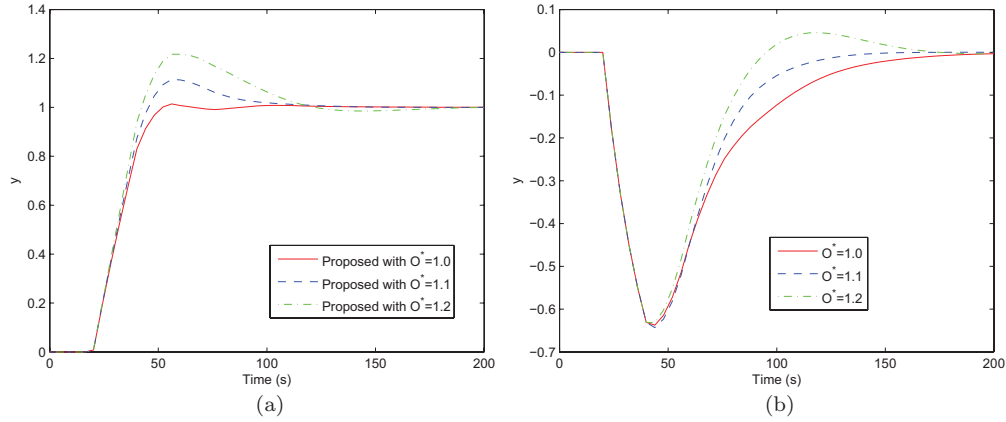 1.4
1.2
1
0.8
0.6
0.4
0.2
0
y
0 50 100 150 200
Time (s)
Proposed with O*=1.0
Proposed with O*=1.1
Proposed with O*=1.2
(a)
0.1
0
-0.1
-0.2
-0.3
-0.4
-0.5
-0.6
-0.7
y
0 50 100 150 200
Time (s)
O*=1.0
O*=1.1
O*=1.2
(b)